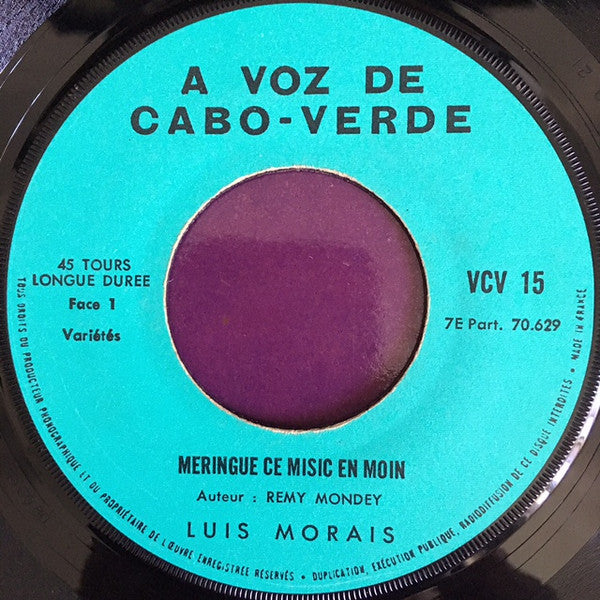 A VOZ DE
CABO-VERDE
45 TOURS
LONGUE DUREE
Face 1
Variétés
VCV 15
7E Part. 70.629
MERINGUE CE MISIC EN MOIN
Auteur : REMY MONDEY
LUIS MORAIS
TOUS DROITS DU PRODUCTEUR PHONOGRAPHIQUE ET DU PROPRIÉTAIRE DE L'ŒUVRE ENREGISTRÉE RÉSERVÉS • DUPLICATION, EXÉCUTION PUBLIQUE, RADIODIFFUSION DE CE DISQUE INTERDITES • MADE IN FRANCE